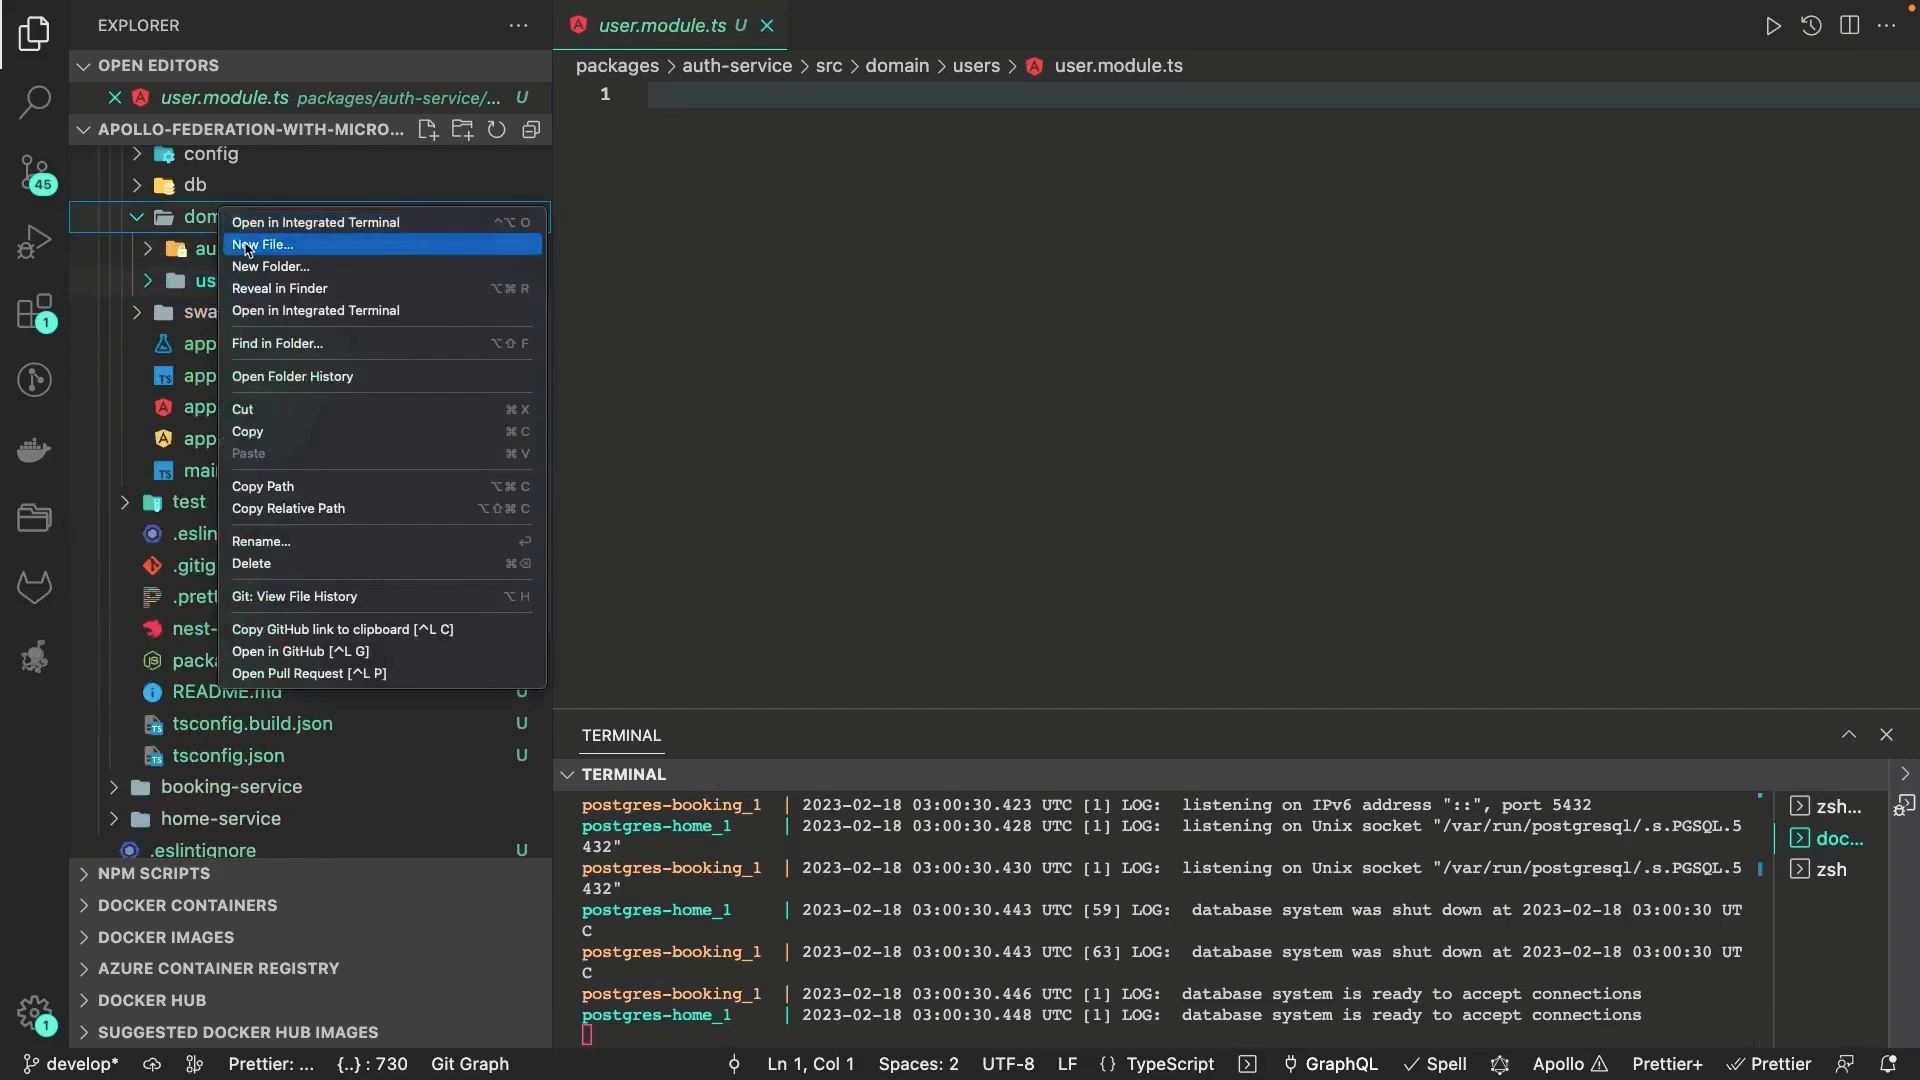 EXPLORER
user.module.ts U
OPEN EDITORS
user.module.ts packages/auth-service/... U
packages > auth-service > src > domain > users > user.module.ts
1
APOLLO-FEDERATION-WITH-MICRO...
config
db
dom
au
us
swa
app
app
app
app
mai
test
.eslin
.gitig
.prett
nest-
packa
README.md U
tsconfig.build.json U
tsconfig.json U
booking-service
home-service
.eslintignore U
NPM SCRIPTS
DOCKER CONTAINERS
DOCKER IMAGES
AZURE CONTAINER REGISTRY
DOCKER HUB
SUGGESTED DOCKER HUB IMAGES
Open in Integrated Terminal ^⌥ O
New File...
New Folder...
Reveal in Finder ⌥⌘ R
Open in Integrated Terminal
Find in Folder... ⌥⇧ F
Open Folder History
Cut ⌘ X
Copy ⌘ C
Paste ⌘ V
Copy Path ⌥⌘ C
Copy Relative Path ⌥⇧⌘ C
Rename... ⏎
Delete ⌘⌫
Git: View File History ⌥ H
Copy GitHub link to clipboard [^L C]
Open in GitHub [^L G]
Open Pull Request [^L P]
45
1
1
TERMINAL
TERMINAL
postgres-booking_1 | 2023-02-18 03:00:30.423 UTC [1] LOG: listening on IPv6 address "::", port 5432
postgres-home_1 | 2023-02-18 03:00:30.428 UTC [1] LOG: listening on Unix socket "/var/run/postgresql/.s.PGSQL.5
432"
postgres-booking_1 | 2023-02-18 03:00:30.430 UTC [1] LOG: listening on Unix socket "/var/run/postgresql/.s.PGSQL.5
432"
postgres-home_1 | 2023-02-18 03:00:30.443 UTC [59] LOG: database system was shut down at 2023-02-18 03:00:30 UT
C
postgres-booking_1 | 2023-02-18 03:00:30.443 UTC [63] LOG: database system was shut down at 2023-02-18 03:00:30 UT
C
postgres-booking_1 | 2023-02-18 03:00:30.446 UTC [1] LOG: database system is ready to accept connections
postgres-home_1 | 2023-02-18 03:00:30.448 UTC [1] LOG: database system is ready to accept connections
zsh...
doc...
zsh
develop* Prettier: ... {..} : 730 Git Graph Ln 1, Col 1 Spaces: 2 UTF-8 LF {} TypeScript GraphQL Spell Apollo Prettier+ Prettier